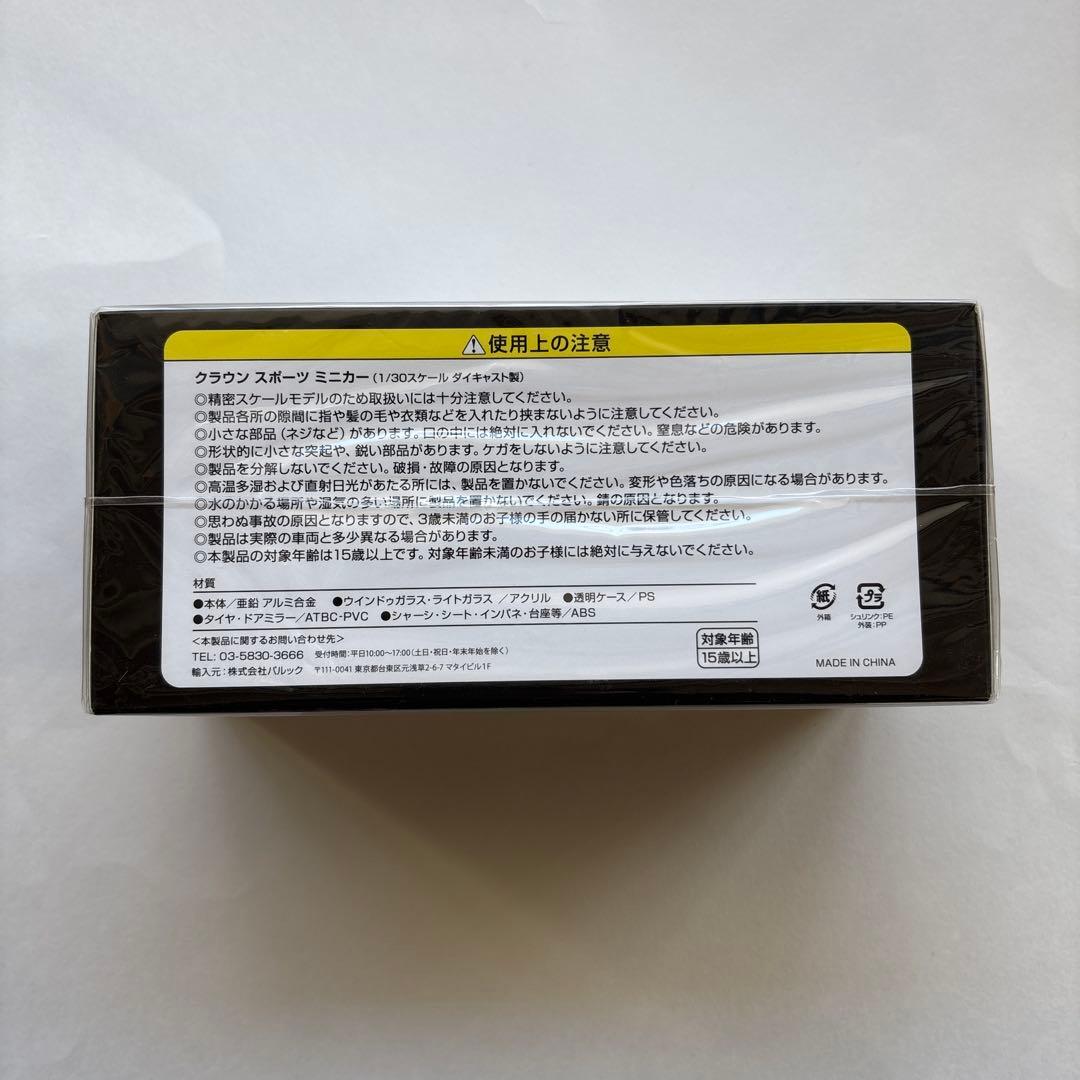 ⚠使用上の注意
クラウン スポーツ ミニカー(1/30スケール ダイキャスト製)
◎精密スケールモデルのため取扱いには十分注意してください。
◎製品各所の隙間に指や髪の毛や衣類などを入れたり挟まないように注意してください。
◎小さな部品(ネジなど)があります。口の中には絶対に入れないでください。窒息などの危険があります。
◎形状的に小さな突起や、鋭い部品があります。ケガをしないように注意してください。
◎製品を分解しないでください。破損・故障の原因となります。
◎高温多湿および直射日光があたる所には、製品を置かないでください。変形や色落ちの原因になる場合があります。
◎水のかかる場所や湿気の多い場所に製品を置かないでください。錆の原因となります。
◎思わぬ事故の原因となりますので、3歳未満のお子様の手の届かない所に保管してください。
◎製品は実際の車両と多少異なる場合があります。
◎本製品の対象年齢は15歳以上です。対象年齢未満のお子様には絶対に与えないでください。
材質
●本体/亜鉛 アルミ合金 ●ウインドゥガラス・ライトガラス /アクリル ●透明ケース/PS
●タイヤ・ドアミラー/ATBC-PVC ●シャーシ・シート・インパネ・台座等/ABS
<本製品に関するお問い合わせ先>
TEL: 03-5830-3666 受付時間:平日10:00〜17:00(土日・祝日・年末年始を除く)
輸入元:株式会社バルック 〒111-0041 東京都台東区元浅草2-6-7 マタイビル1F
対象年齢
15歳以上
紙
外箱
プラ
シュリンク:PE
外装:PP
MADE IN CHINA